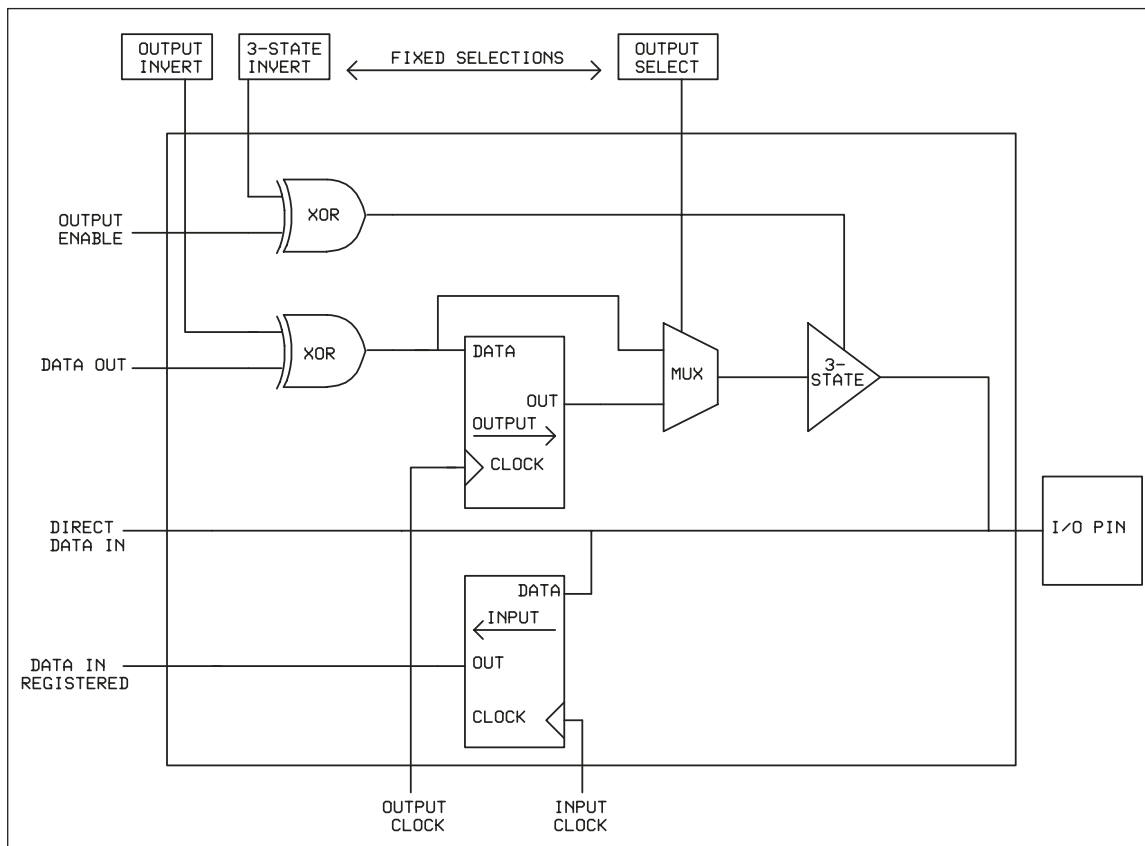 OUTPUT
INVERT
3-STATE
INVERT
FIXED SELECTIONS
OUTPUT
SELECT
XOR
OUTPUT
ENABLE
XOR
DATA OUT
DATA
OUT
OUTPUT
CLOCK
MUX
3-
STATE
DIRECT
DATA IN
I/O PIN
DATA
INPUT
OUT
CLOCK
DATA IN
REGISTERED
OUTPUT
CLOCK
INPUT
CLOCK